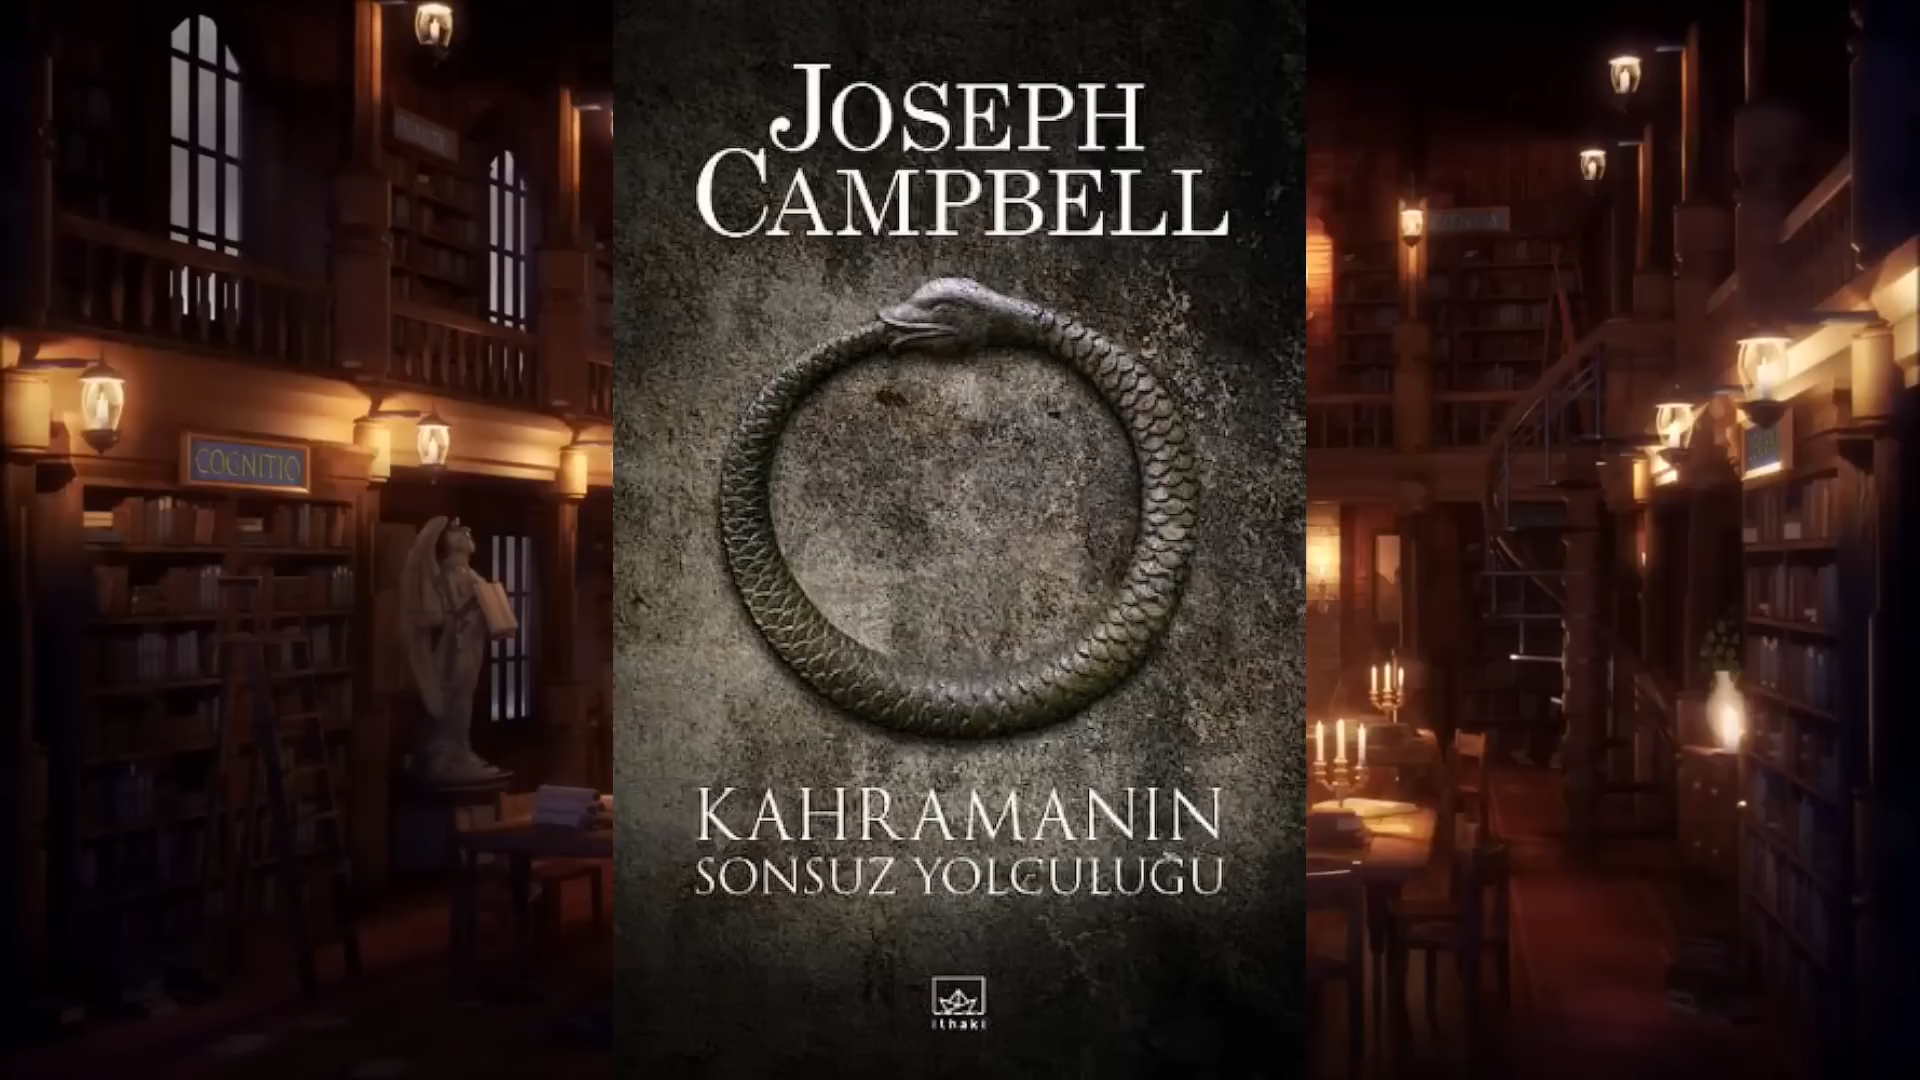 JOSEPH
CAMPBELL
COGNITIO
KAHRAMANIN
SONSUZ YOLCULUĞU
ithaki